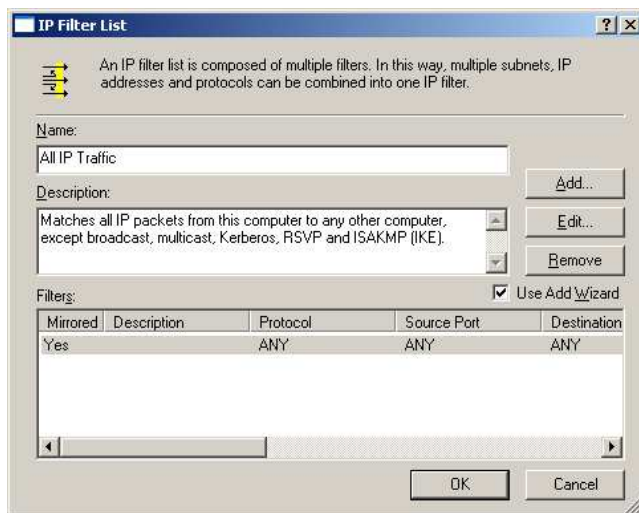 IP Filter List
An IP filter list is composed of multiple filters. In this way, multiple subnets, IP
addresses and protocols can be combined into one IP filter.
Name:
All IP Traffic
Add...
Description:
Matches all IP packets from this computer to any other computer,
except broadcast, multicast, Kerberos, RSVP and ISAKMP (IKE).
Edit...
Remove
Filters:
Use Add Wizard
Mirrored Description Protocol Source Port Destination
Yes ANY ANY ANY
OK Cancel